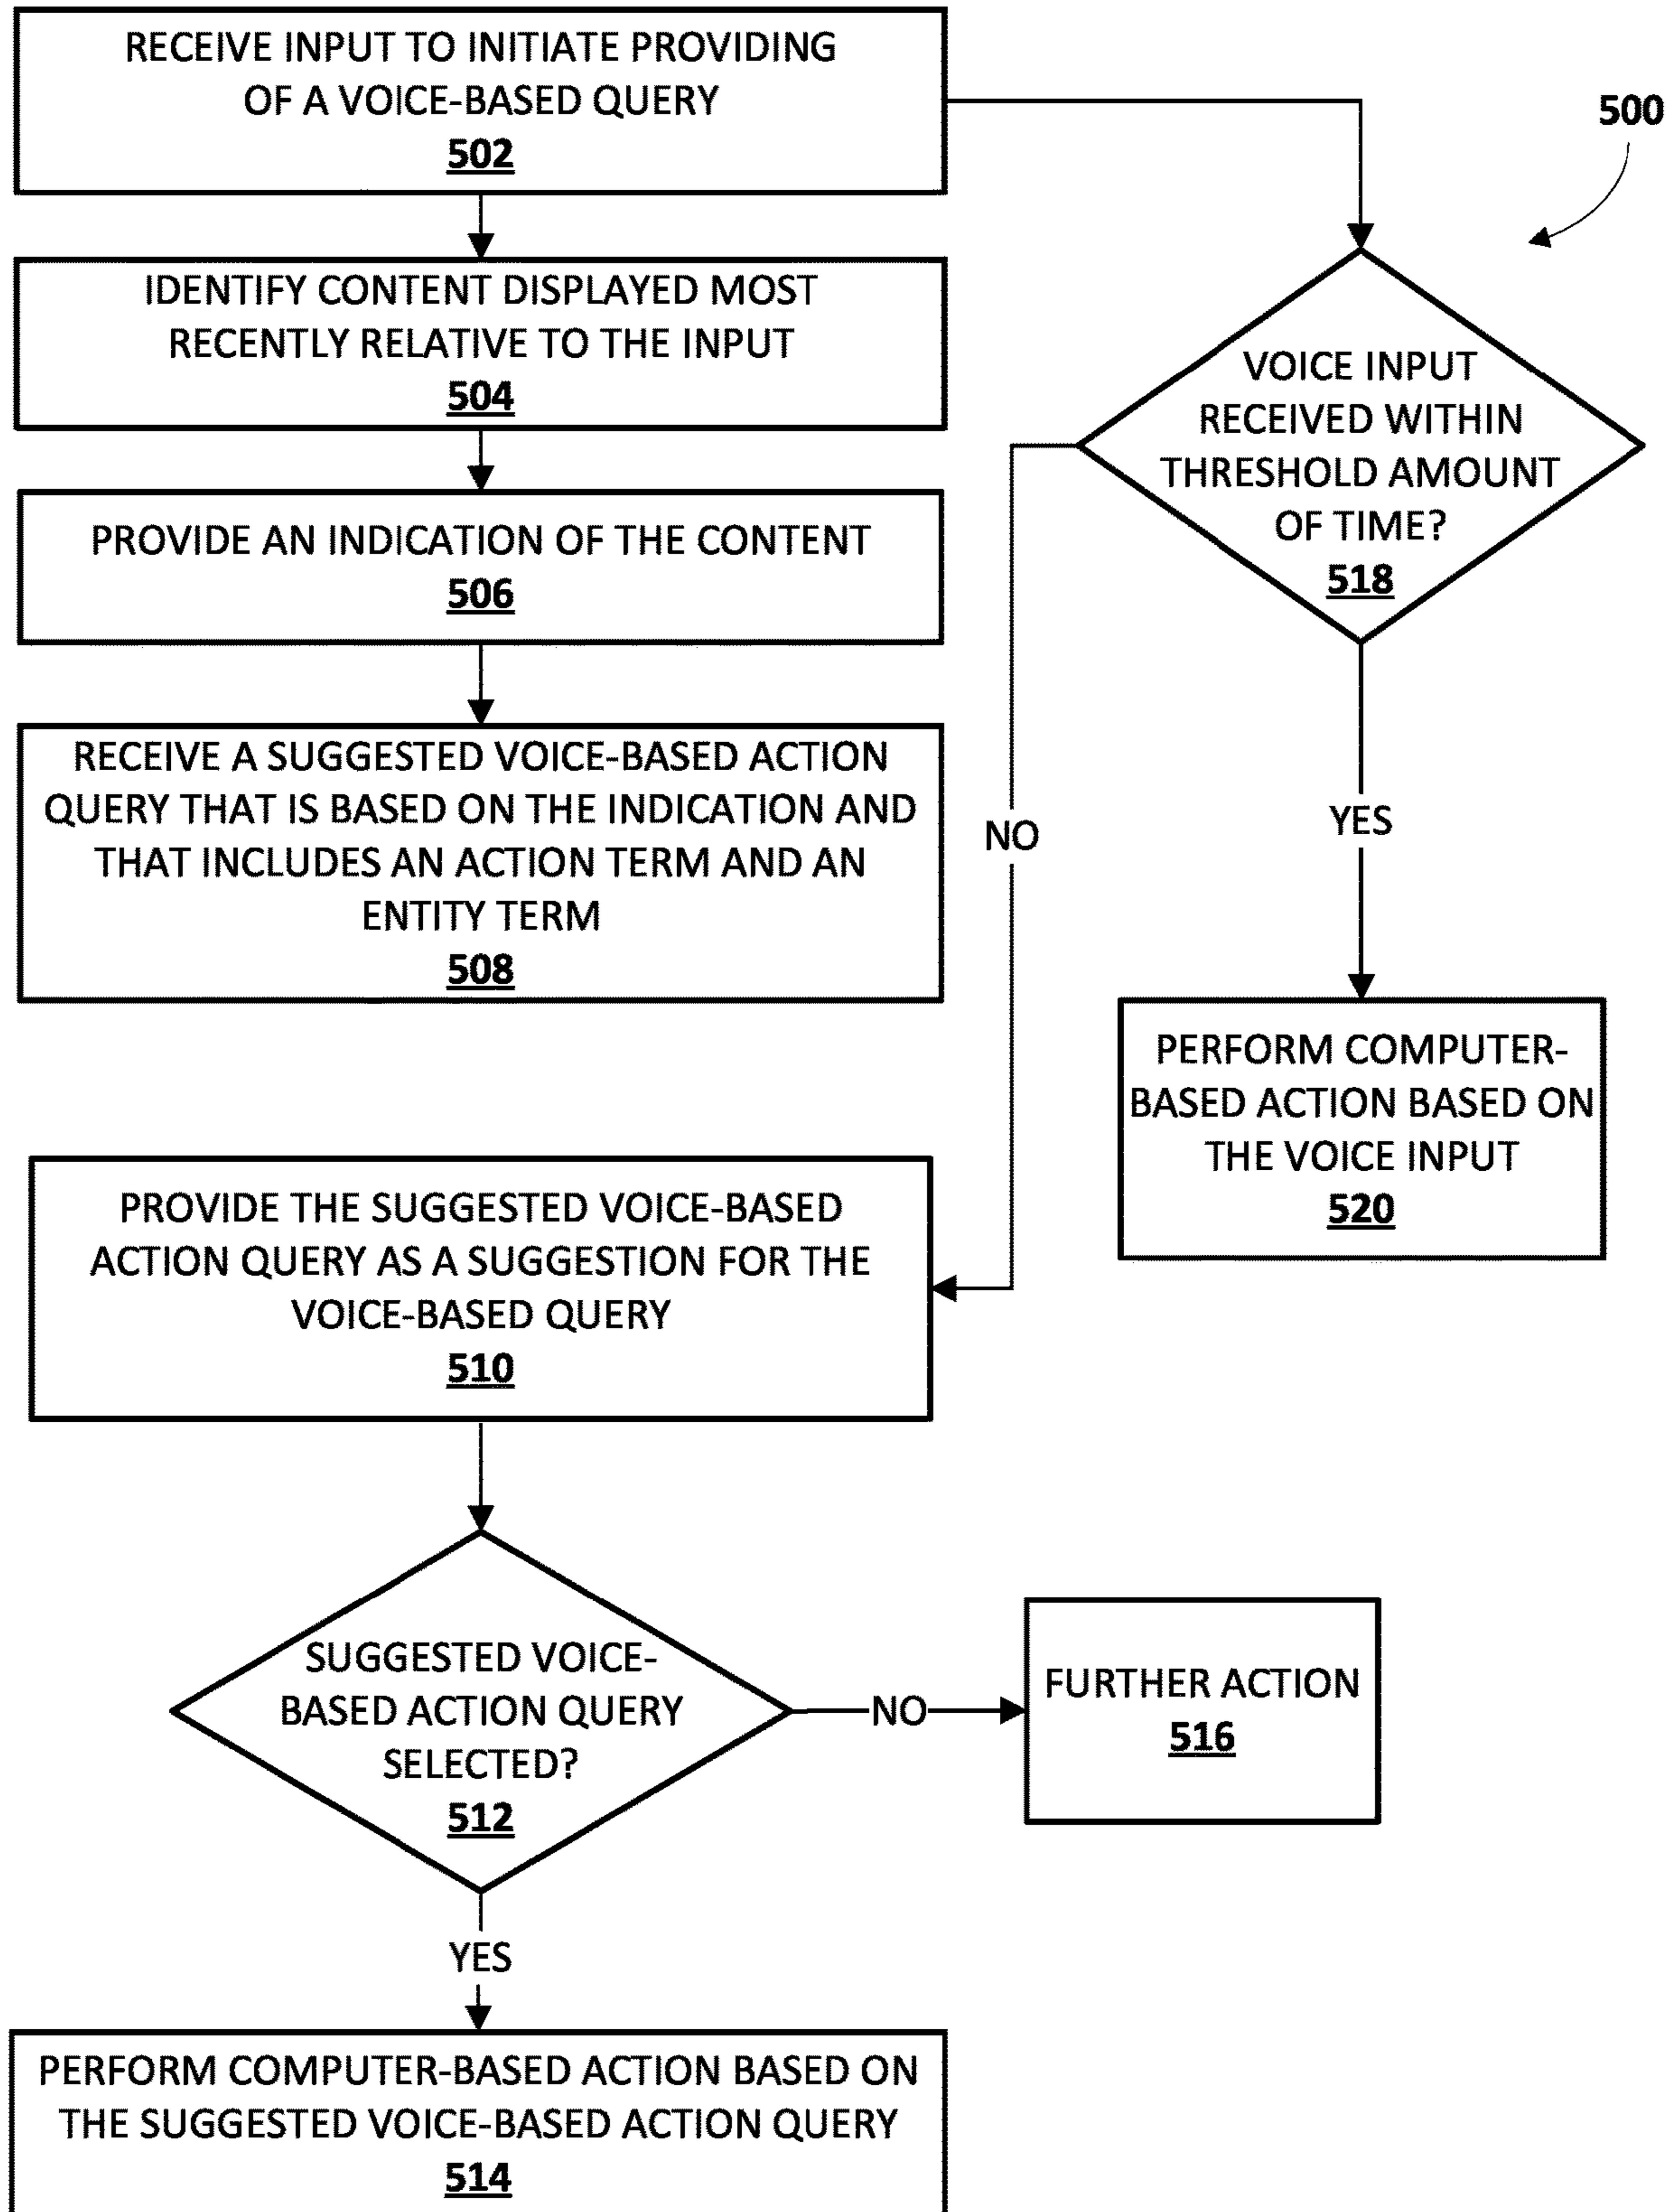 RECEIVE INPUT TO INITIATE PROVIDING
OF A VOICE-BASED QUERY
502
500
IDENTIFY CONTENT DISPLAYED MOST
RECENTLY RELATIVE TO THE INPUT
504
VOICE INPUT
RECEIVED WITHIN
THRESHOLD AMOUNT
OF TIME?
518
PROVIDE AN INDICATION OF THE CONTENT
506
RECEIVE A SUGGESTED VOICE-BASED ACTION
QUERY THAT IS BASED ON THE INDICATION AND
THAT INCLUDES AN ACTION TERM AND AN
ENTITY TERM
508
NO
YES
PERFORM COMPUTER-
BASED ACTION BASED ON
THE VOICE INPUT
520
PROVIDE THE SUGGESTED VOICE-BASED
ACTION QUERY AS A SUGGESTION FOR THE
VOICE-BASED QUERY
510
SUGGESTED VOICE-
BASED ACTION QUERY
SELECTED?
512
NO
FURTHER ACTION
516
YES
PERFORM COMPUTER-BASED ACTION BASED ON
THE SUGGESTED VOICE-BASED ACTION QUERY
514